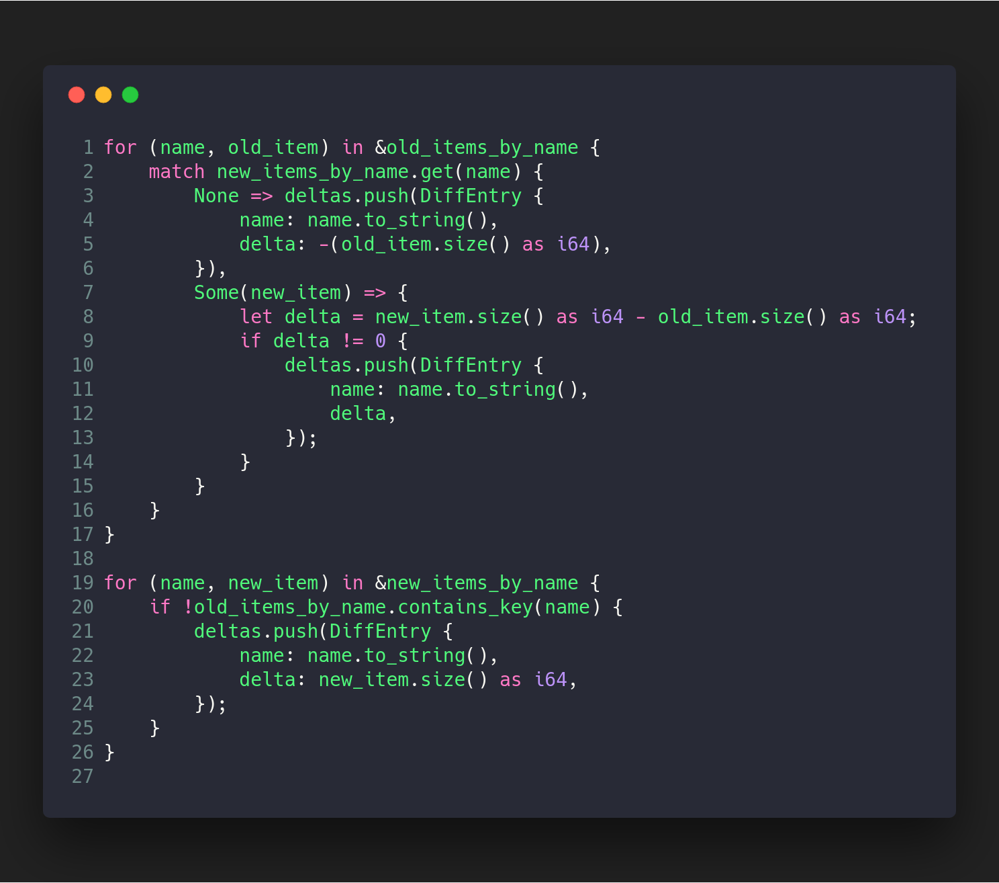 1 for (name, old_item) in &old_items_by_name {
2     match new_items_by_name.get(name) {
3         None => deltas.push(DiffEntry {
4             name: name.to_string(),
5             delta: -(old_item.size() as i64),
6         }),
7         Some(new_item) => {
8             let delta = new_item.size() as i64 - old_item.size() as i64;
9             if delta != 0 {
10                 deltas.push(DiffEntry {
11                     name: name.to_string(),
12                     delta,
13                 });
14             }
15         }
16     }
17 }
18
19 for (name, new_item) in &new_items_by_name {
20     if !old_items_by_name.contains_key(name) {
21         deltas.push(DiffEntry {
22             name: name.to_string(),
23             delta: new_item.size() as i64,
24         });
25     }
26 }
27